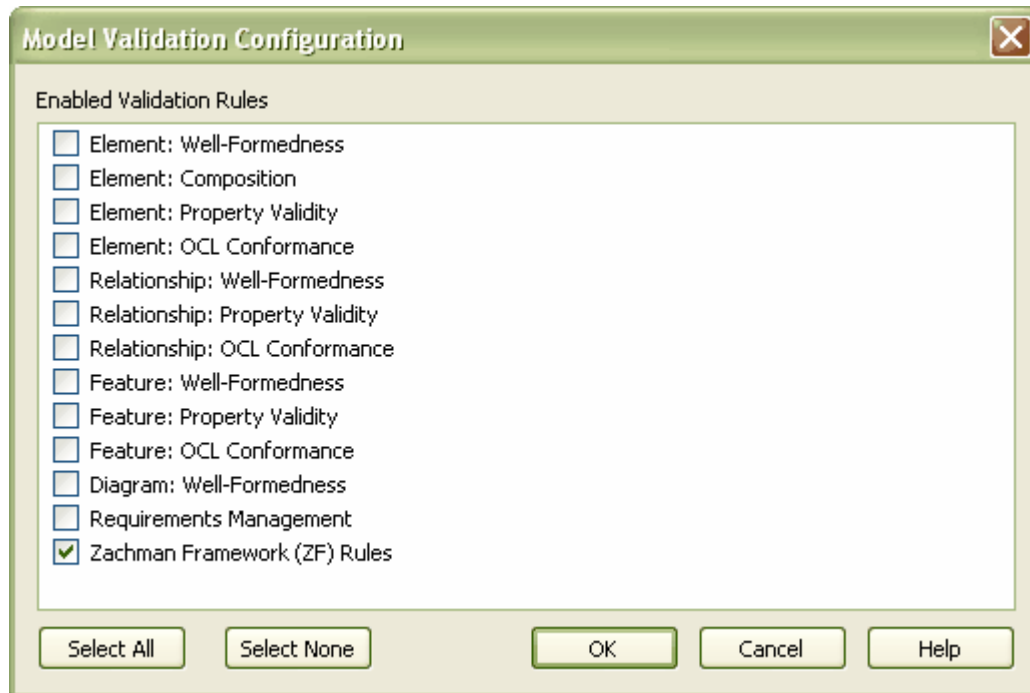 Model Validation Configuration
Enabled Validation Rules
Element: Well-Formedness
Element: Composition
Element: Property Validity
Element: OCL Conformance
Relationship: Well-Formedness
Relationship: Property Validity
Relationship: OCL Conformance
Feature: Well-Formedness
Feature: Property Validity
Feature: OCL Conformance
Diagram: Well-Formedness
Requirements Management
Zachman Framework (ZF) Rules
Select All Select None OK Cancel Help